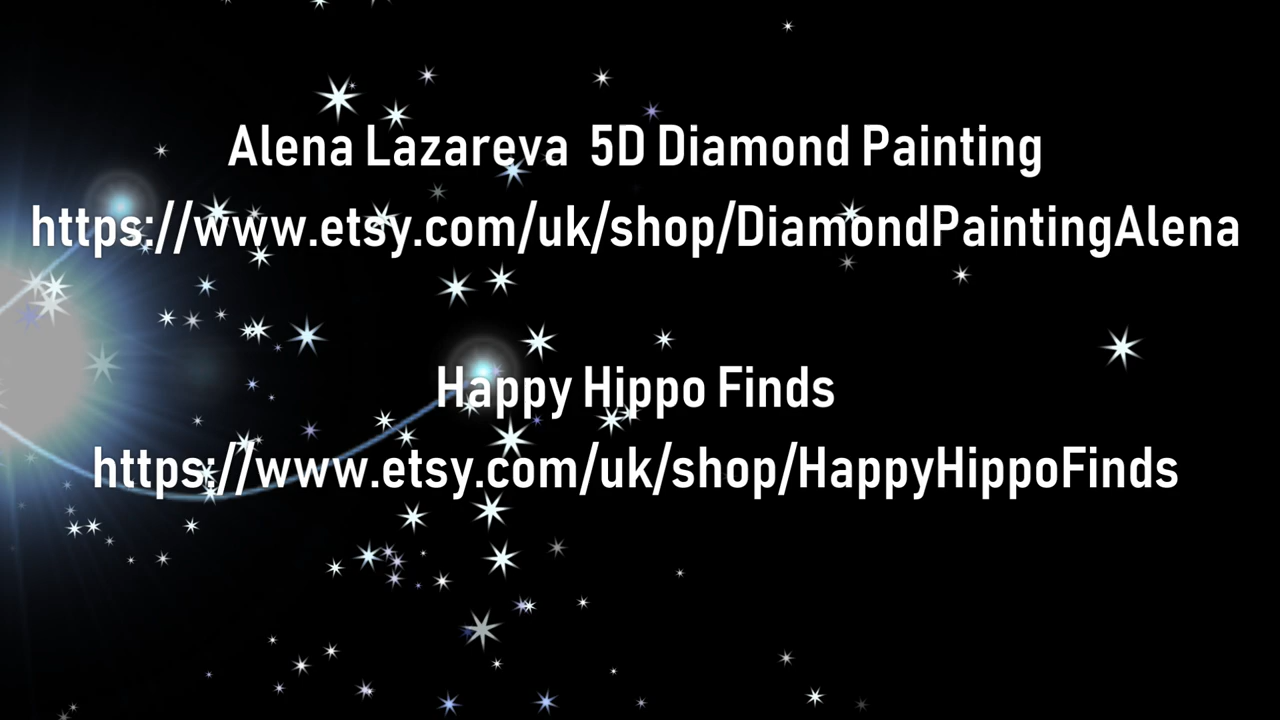 Alena Lazareva 5D Diamond Painting
https://www.etsy.com/uk/shop/DiamondPaintingAlena
Happy Hippo Finds
https://www.etsy.com/uk/shop/HappyHippoFinds